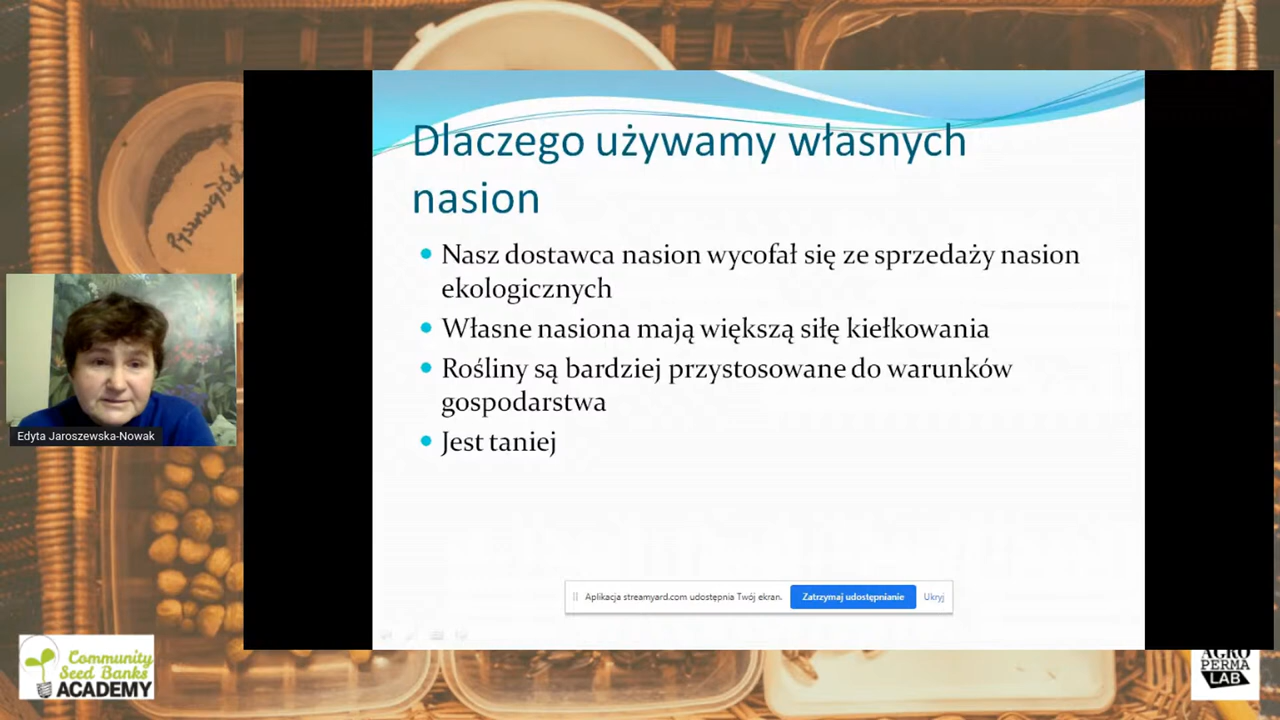 Dlaczego używamy własnych
nasion
Nasz dostawca nasion wycofał się ze sprzedaży nasion
ekologicznych
Własne nasiona mają większą siłę kiełkowania
Rośliny są bardziej przystosowane do warunków
gospodarstwa
Jest taniej
Aplikacja streamyard.com udostępnia Twój ekran. Zatrzymaj udostępnianie Ukryj
Edyta Jaroszewska-Nowak
Community
Seed Banks
ACADEMY
AGRO
PERMA
LAB